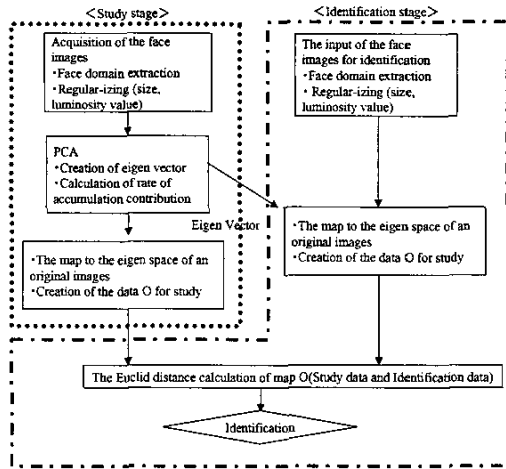 <Study stage>
Acquisition of the face
images
・Face domain extraction
・Regular-izing (size,
luminosity value)
PCA
・Creation of eigen vector
・Calculation of rate of
accumulation contribution
Eigen Vector
・The map to the eigen space of an
original images
・Creation of the data O for study
<Identification stage>
The input of the face
images for identification
・Face domain extraction
・Regular-izing (size,
luminosity value)
・The map to the eigen space of an
original images
・Creation of the data O for study
The Euclid distance calculation of map O(Study data and Identification data)
Identification